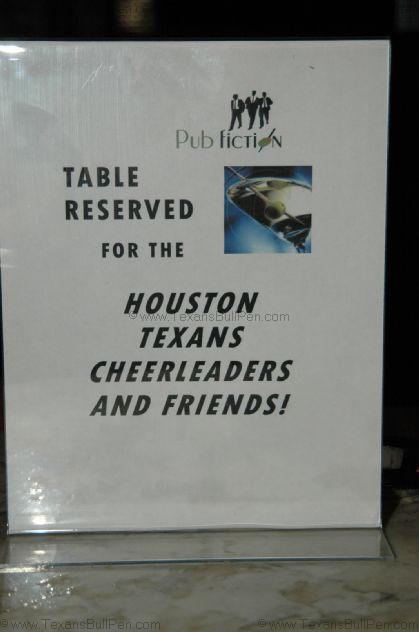 Pub fiction
TABLE
RESERVED
FOR THE
HOUSTON
© www.TexansBullPen.com
TEXANS
CHEERLEADERS
AND FRIENDS!
© www.TexansBullPen.com © www.TexansBullPen.com